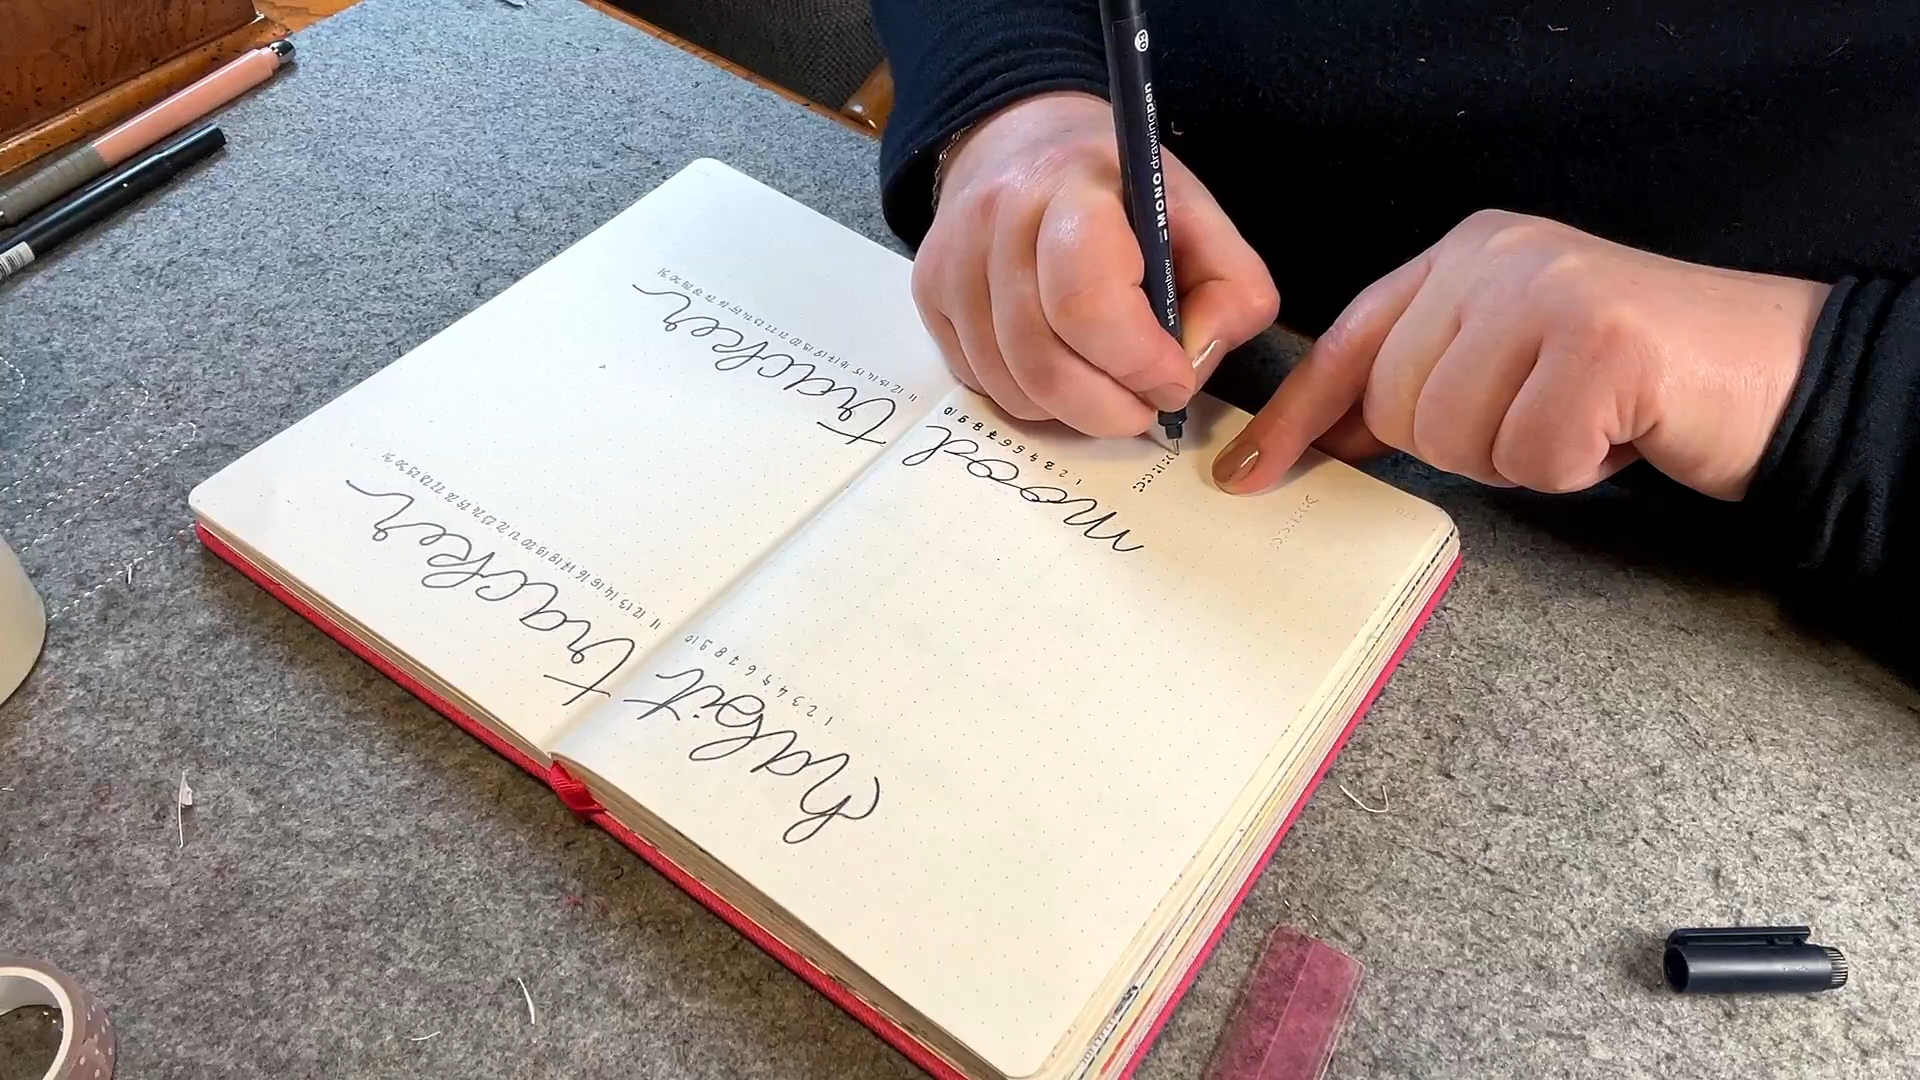 mood tracker
1 2 3 4 5 6 7 8 9 10 11 12 13 14 15 16 17 18 19 20 21 22 23 24 25 26 27 28 29 30 31
habit tracker
1 2 3 4 5 6 7 8 9 10 11 12 13 14 15 16 17 18 19 20 21 22 23 24 25 26 27 28 29 30 31
Tombow MONO drawingpen 03